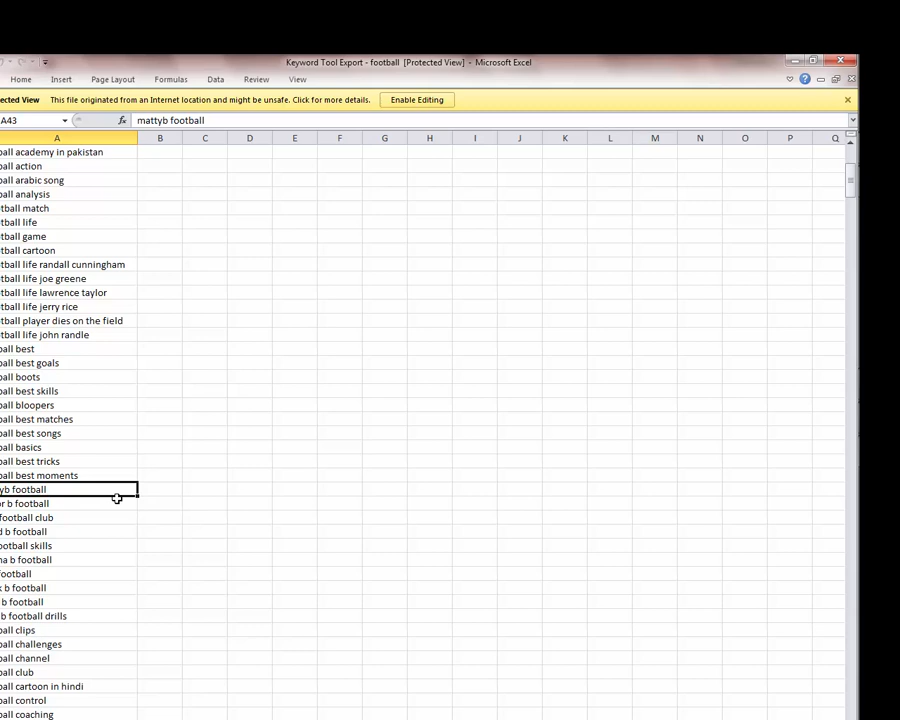 Keyword Tool Export - football [Protected View] - Microsoft Excel
Home Insert Page Layout Formulas Data Review View
This file originated from an Internet location and might be unsafe. Click for more details. Enable Editing
A43 fx mattyb football
A B C D E F G H I J K L M N O P Q
ball academy in pakistan
ball action
ball arabic song
ball analysis
tball match
tball life
tball game
tball cartoon
tball life randall cunningham
tball life joe greene
tball life lawrence taylor
tball life jerry rice
tball player dies on the field
tball life john randle
ball best
ball best goals
ball boots
ball best skills
ball bloopers
ball best matches
ball best songs
ball basics
ball best tricks
ball best moments
yb football
or b football
football club
d b football
ootball skills
na b football
football
k b football
b football
b football drills
ball clips
ball challenges
ball channel
ball club
ball cartoon in hindi
ball control
ball coaching